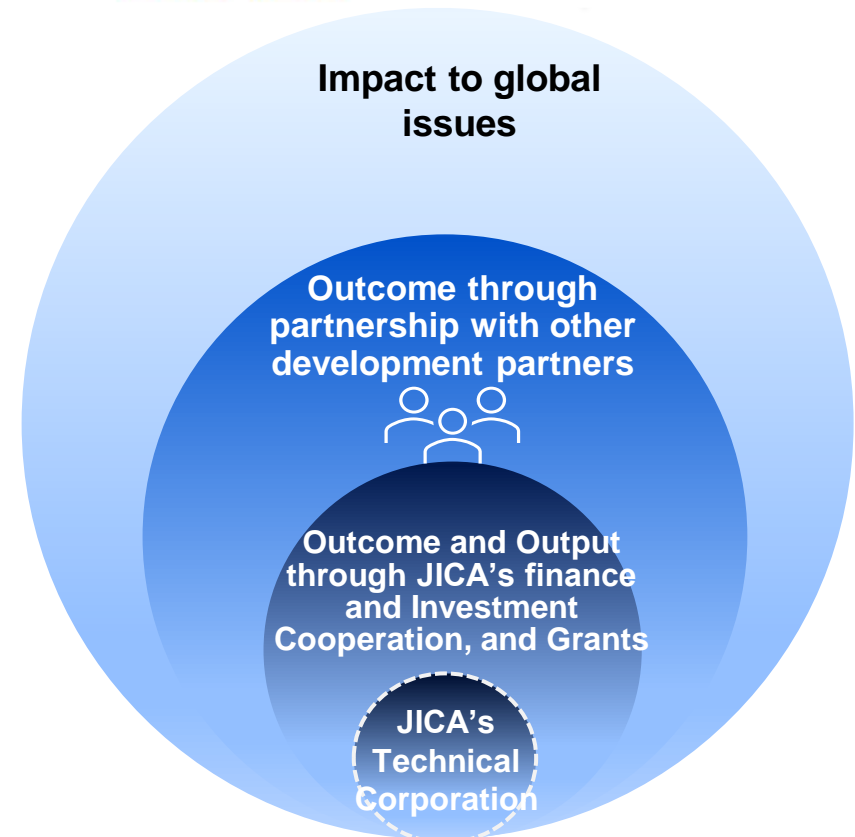 Impact to global
issues
Outcome through
partnership with other
development partners
Outcome and Output
through JICA’s finance
and Investment
Cooperation, and Grants
JICA’s
Technical
Corporation